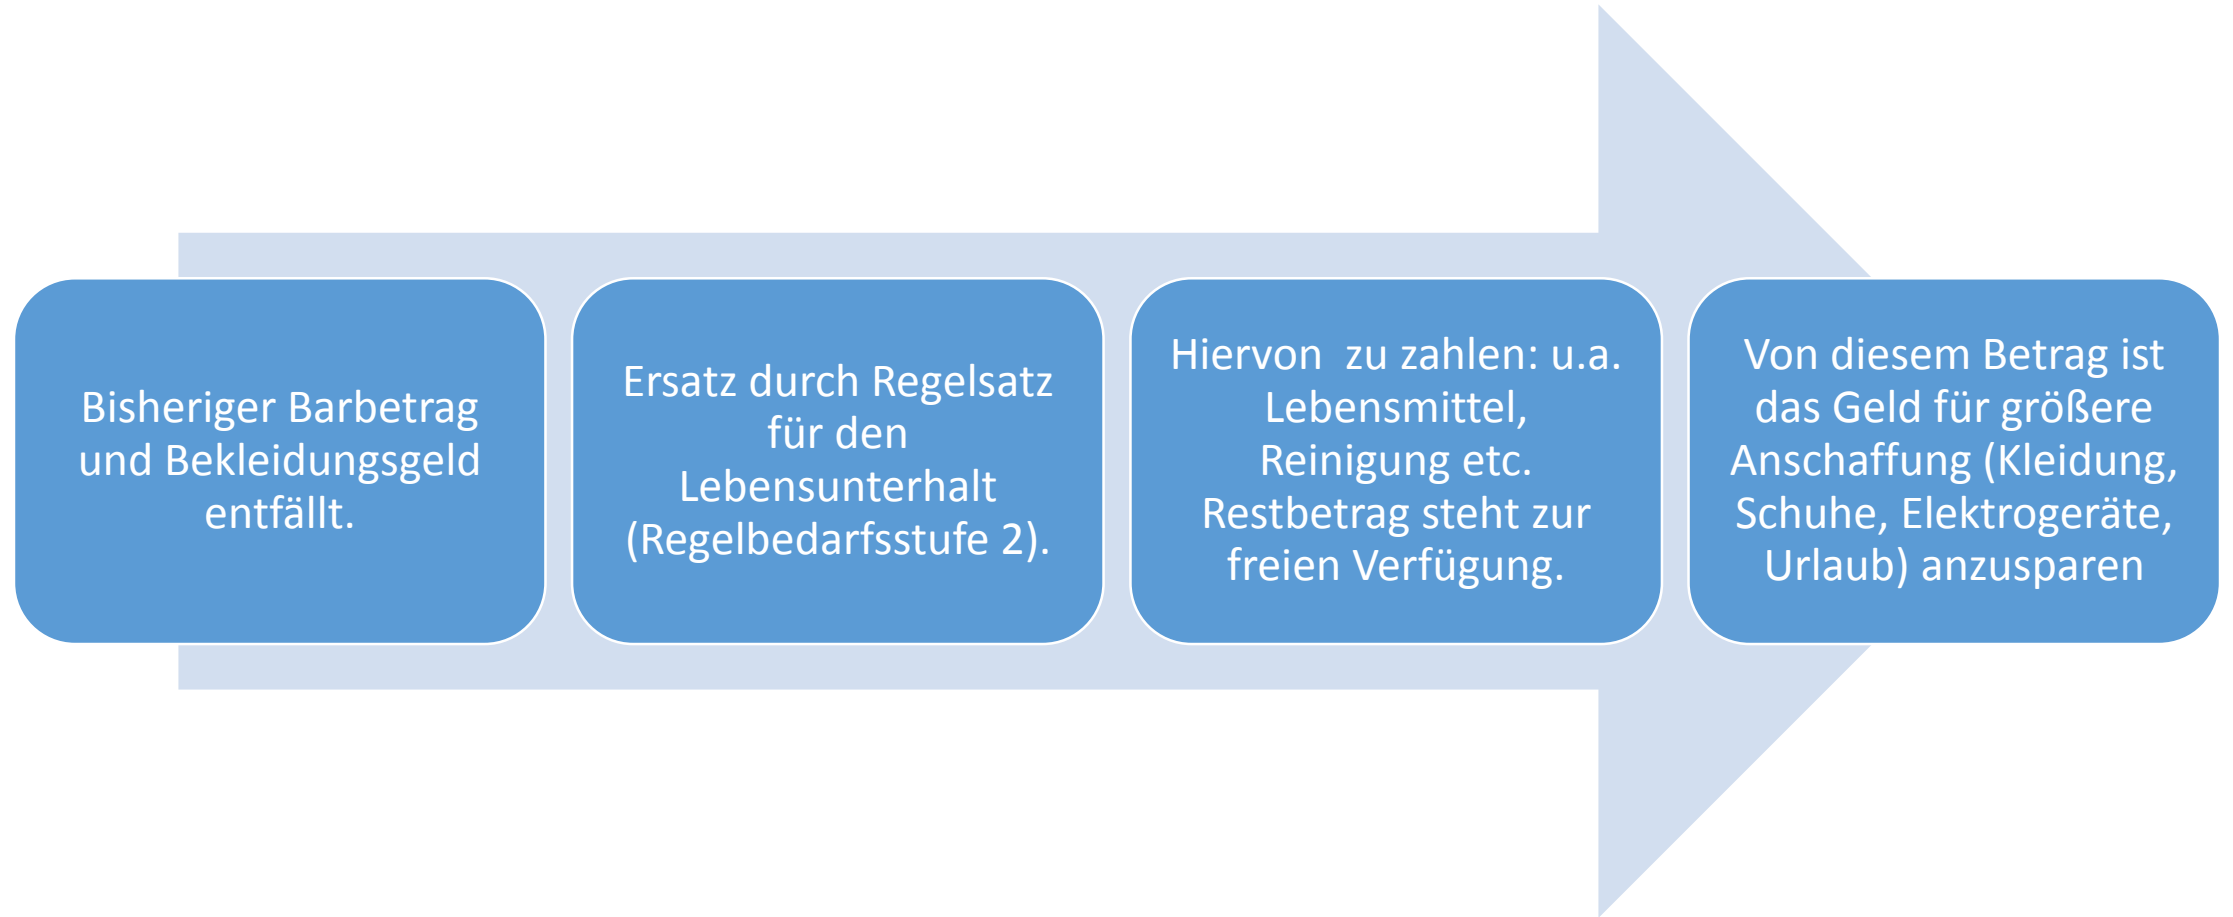 Bisheriger Barbetrag
und Bekleidungsgeld
entfällt.
Ersatz durch Regelsatz
für den
Lebensunterhalt
(Regelbedarfsstufe 2).
Hiervon  zu zahlen: u.a.
Lebensmittel,
Reinigung etc.
Restbetrag steht zur
freien Verfügung.
Von diesem Betrag ist
das Geld für größere
Anschaffung (Kleidung,
Schuhe, Elektrogeräte,
Urlaub) anzusparen